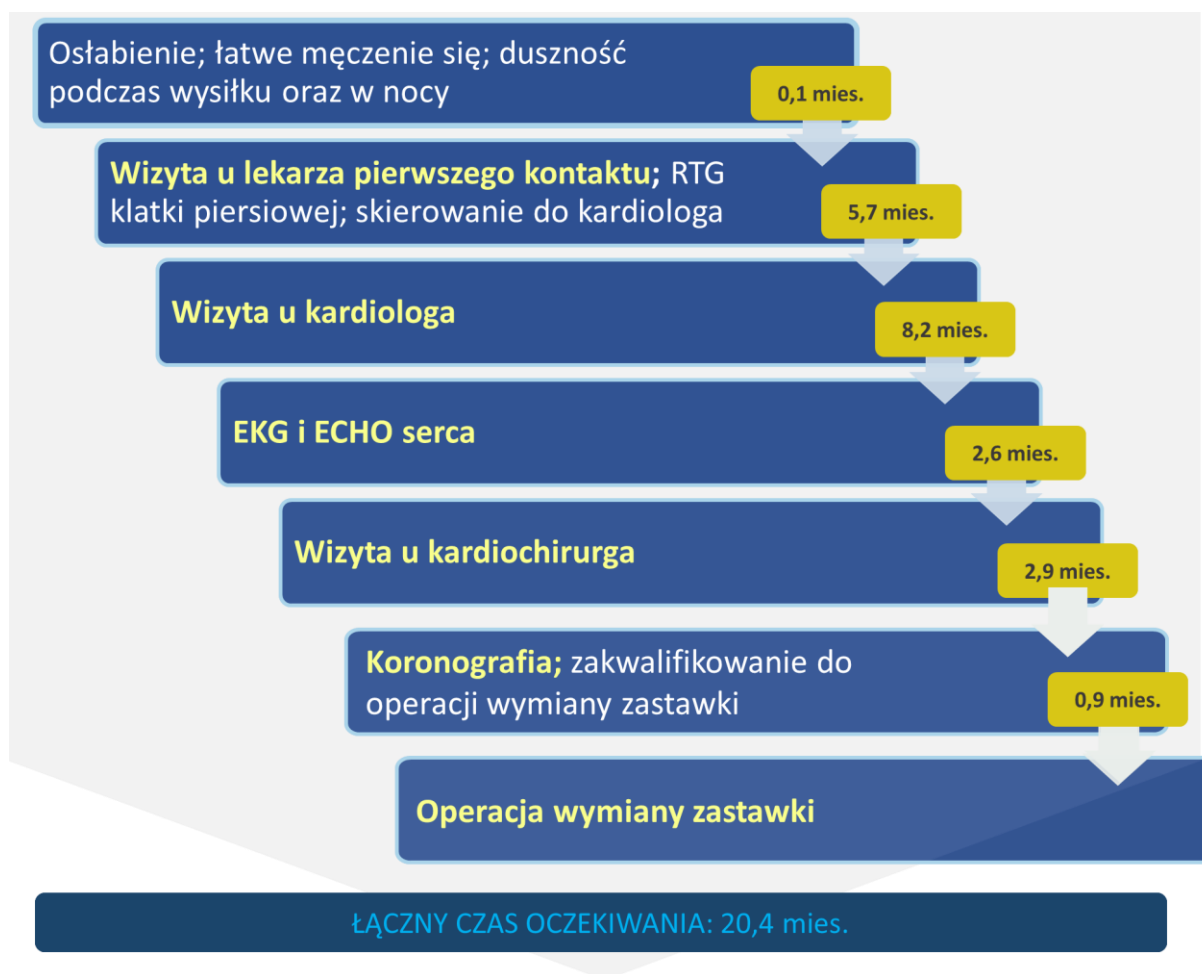 Osłabienie; łatwe męczenie się; duszność
podczas wysiłku oraz w nocy
0,1 mies.
Wizyta u lekarza pierwszego kontaktu; RTG
klatki piersiowej; skierowanie do kardiologa
5,7 mies.
Wizyta u kardiologa
8,2 mies.
EKG i ECHO serca
2,6 mies.
Wizyta u kardiochirurga
2,9 mies.
Koronografia; zakwalifikowanie do
operacji wymiany zastawki
0,9 mies.
Operacja wymiany zastawki
ŁĄCZNY CZAS OCZEKIWANIA: 20,4 mies.